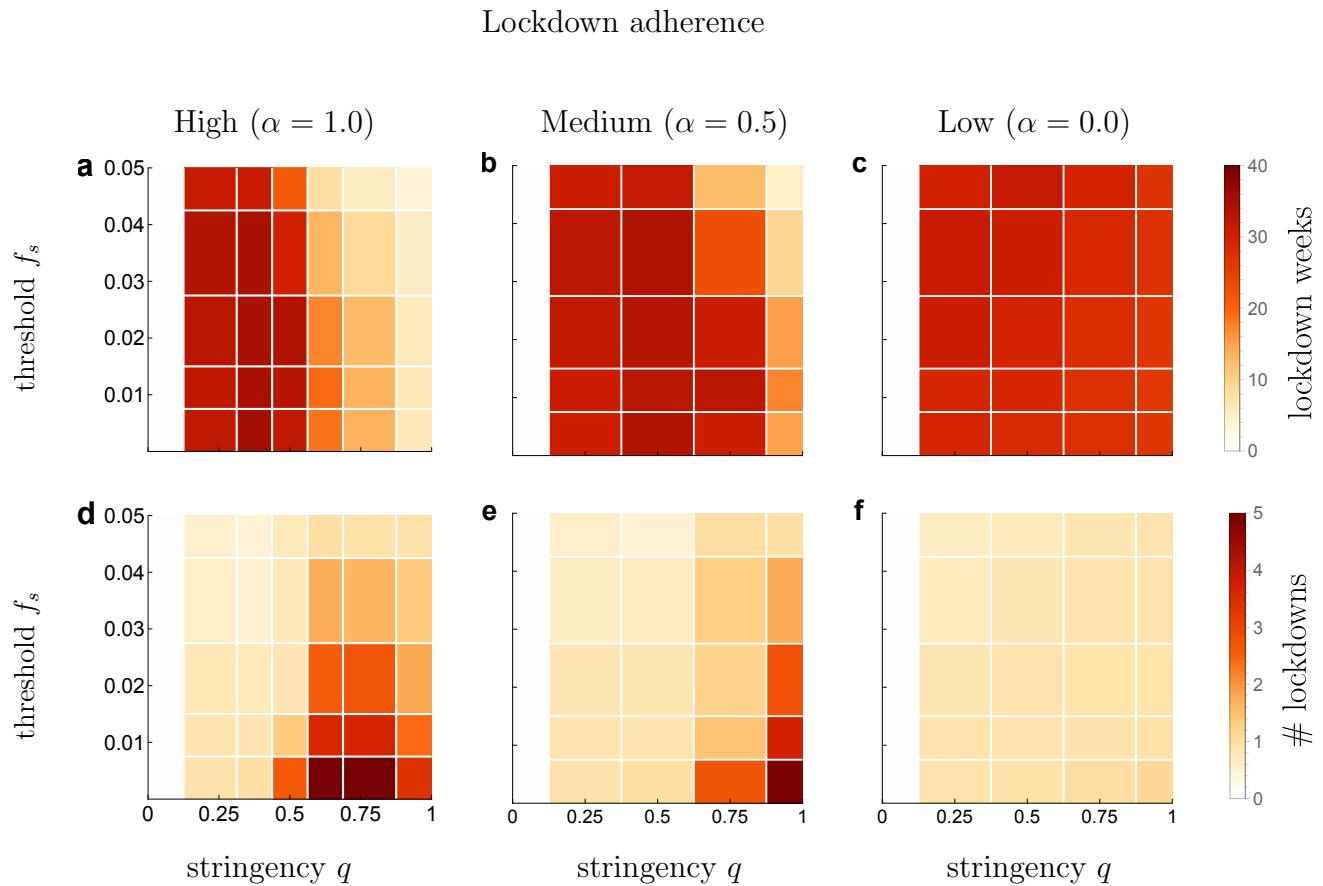 Lockdown adherence
High (α = 1.0)
Medium (α = 0.5)
Low (α = 0.0)
a
0.05
0.04
0.03
0.02
0.01
threshold f_s
b
c
40
30
20
10
0
lockdown weeks
d
0.05
0.04
0.03
0.02
0.01
threshold f_s
0
0.25
0.5
0.75
1
stringency q
e
0
0.25
0.5
0.75
1
stringency q
f
0
0.25
0.5
0.75
1
stringency q
5
4
3
2
1
0
# lockdowns